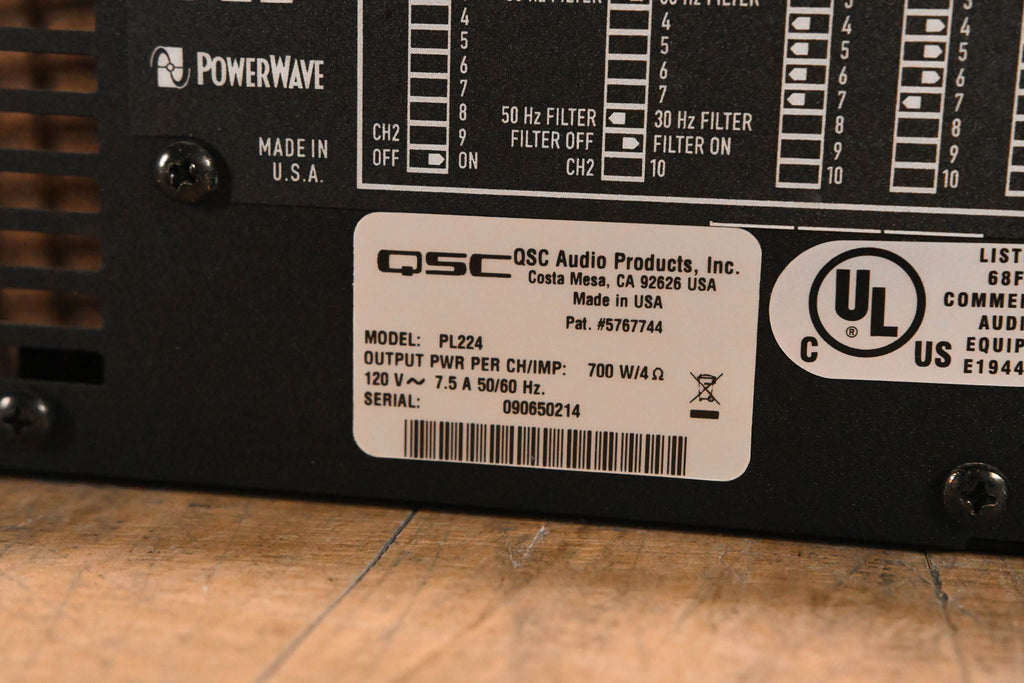 4
5
6
7
8
9
CH2
OFF
ON
HZ FILTER
FILTER
4
5
6
7
50 HZ FILTER
30 HZ FILTER
FILTER OFF
FILTER ON
CH2
10
3
4
5
6
7
8
9
10
3
4
5
6
7
8
9
10
POWERWAVE
MADE IN
U.S.A.
QSC
QSC Audio Products, Inc.
Costa Mesa, CA 92626 USA
Made in USA
Pat. #5767744
MODEL: PL224
OUTPUT PWR PER CH/IMP: 700 W/4 Ω
120 V~ 7.5 A 50/60 Hz.
SERIAL: 090650214
C UL ® US
LIST
68F
COMME
AUDI
EQUIP
E1944